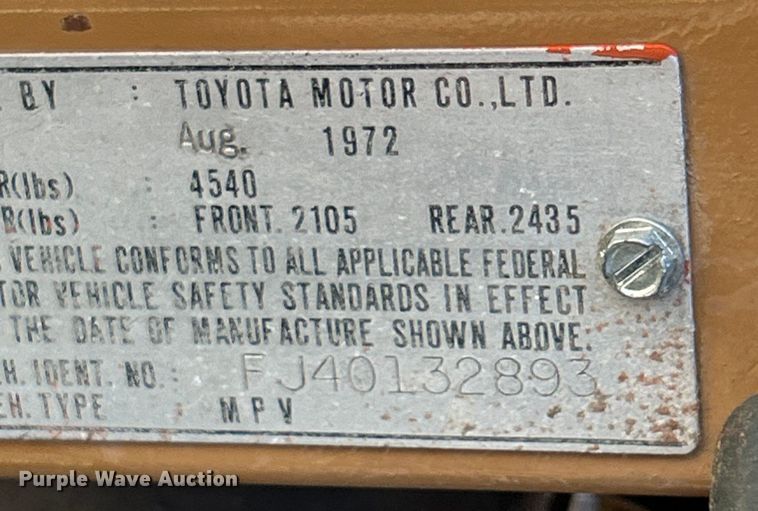 BY : TOYOTA MOTOR CO.,LTD.
Aug. 1972
R(lbs) : 4540
R(lbs) : FRONT. 2105 REAR. 2435
VEHICLE CONFORMS TO ALL APPLICABLE FEDERAL
TOR VEHICLE SAFETY STANDARDS IN EFFECT
THE DATE OF MANUFACTURE SHOWN ABOVE.
H. IDENT. NO. : FJ40132893
EH. TYPE : MPV
Purple Wave Auction